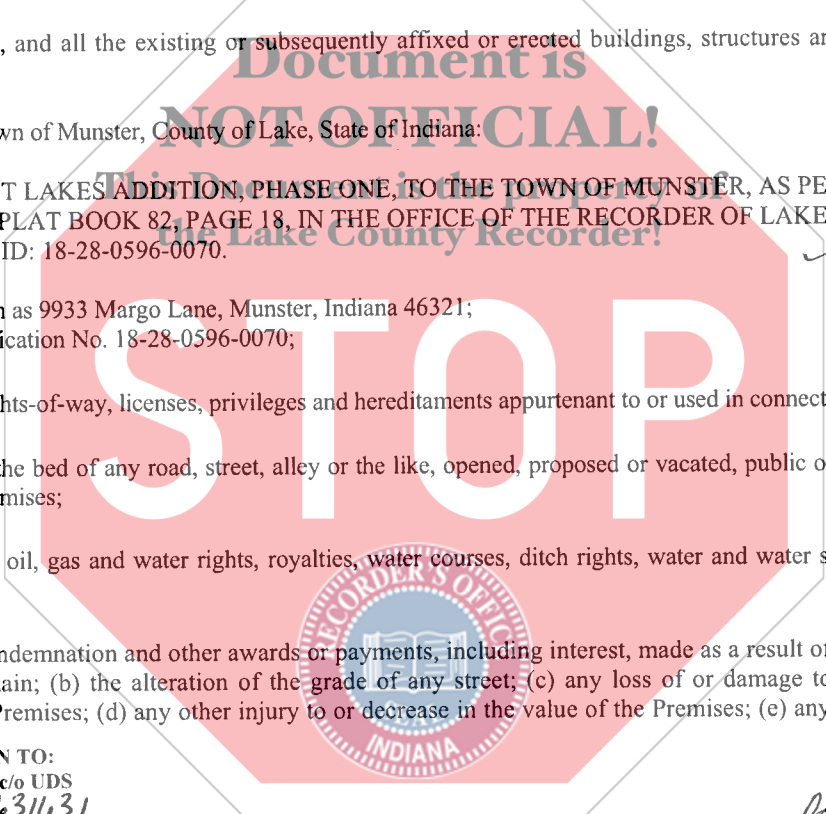 , and all the existing or subsequently affixed or erected buildings, structures
Document is
NOT OFFICIAL!
of Munster, County of Lake, State of Indiana:
This Document is the property of
T LAKES ADDITION, PHASE ONE, TO THE TOWN OF MUNSTER, AS PE
PLAT BOOK 82, PAGE 18, IN THE OFFICE OF THE RECORDER OF LAKE
the Lake County Recorder!
ID: 18-28-0596-0070.
as 9933 Margo Lane, Munster, Indiana 46321;
ication No. 18-28-0596-0070;
STOP
hts-of-way, licenses, privileges and hereditaments appurtenant to or used in connect
the bed of any road, street, alley or the like, opened, proposed or vacated, public o
mises;
oil, gas and water rights, royalties, water courses, ditch rights, water and water s
RECORDER'S OFFIC
ndemnation and other awards or payments, including interest, made as a result of
ain; (b) the alteration of the grade of any street; (c) any loss of or damage to
Premises; (d) any other injury to or decrease in the value of the Premises; (e) any
SEAL
INDIANA
N TO:
c/o UDS